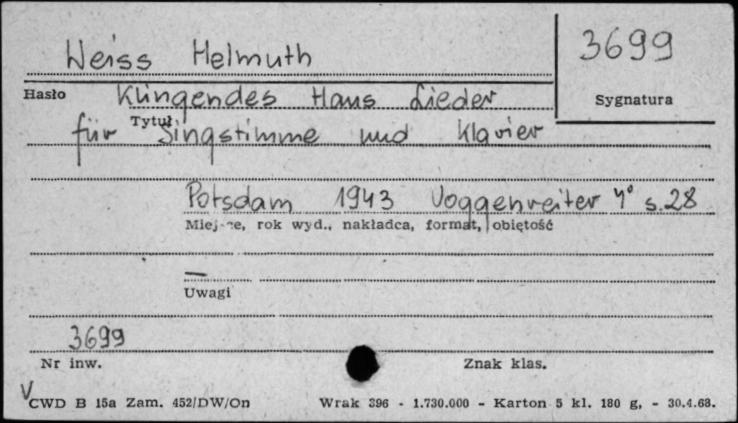 Weiss Helmuth
3699
Hasło
Klingendes Haus Lieder
Sygnatura
Tytuł
für Singstimme und Klavier
Potsdam 1943 Voggenreiter 4° s. 28
Miejsce, rok wyd., nakładca, format, objętość
—
Uwagi
3699
Nr inw.
Znak klas.
V
CWD B 15a Zam. 452/DW/On Wrak 396 - 1.730.000 - Karton 5 kl. 180 g, - 30.4.68.